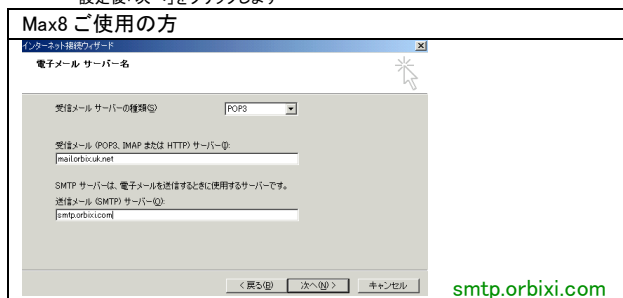 設定後「次へ」をクリックします
Max8 ご使用の方
インターネット接続ウィザード
電子メール サーバー名
受信メール サーバーの種類(S)
POP3
受信メール (POP3、IMAP または HTTP) サーバー(I):
mail.orbix.uk.net
SMTP サーバーは、電子メールを送信するときに使用するサーバーです。
送信メール (SMTP) サーバー(O):
smtp.orbixi.com
< 戻る(B)
次へ(N) >
キャンセル
smtp.orbixi.com